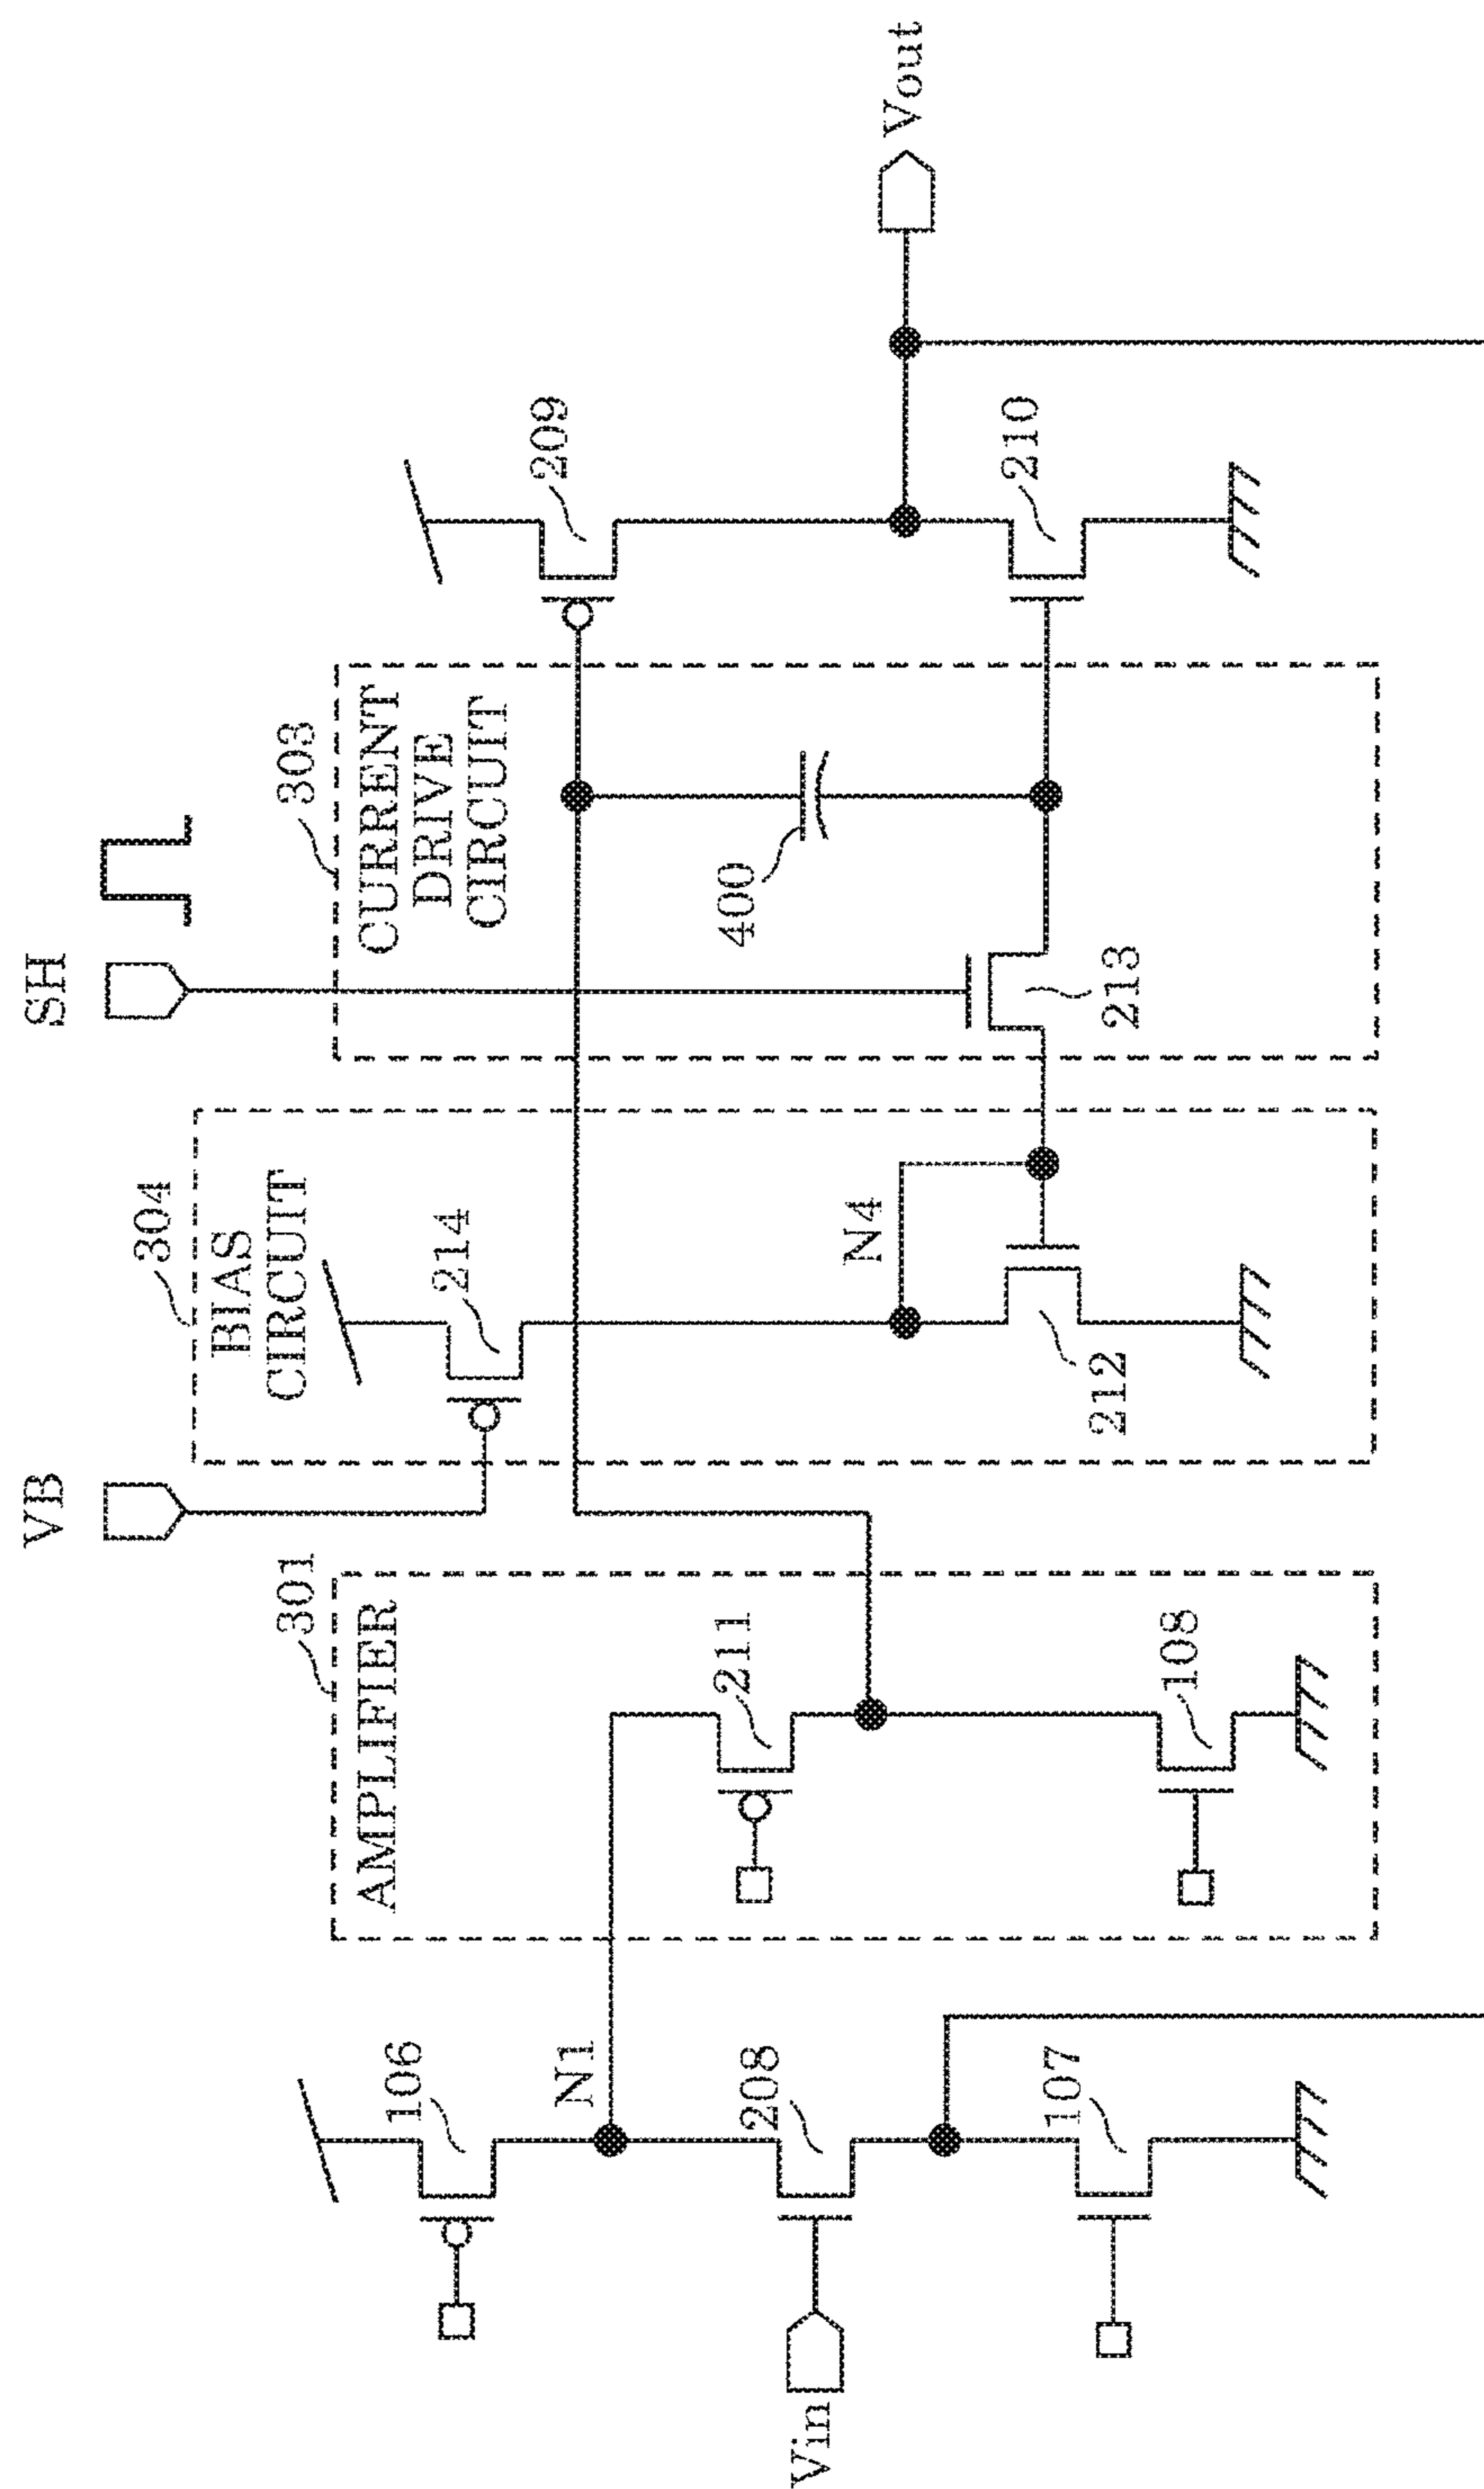 SH
VB
304
BIAS
CIRCUIT
303
CURRENT
DRIVE
CIRCUIT
301
AMPLIFIER
106
N1
208
107
Vin
211
108
214
N4
212
400
213
209
210
Vout